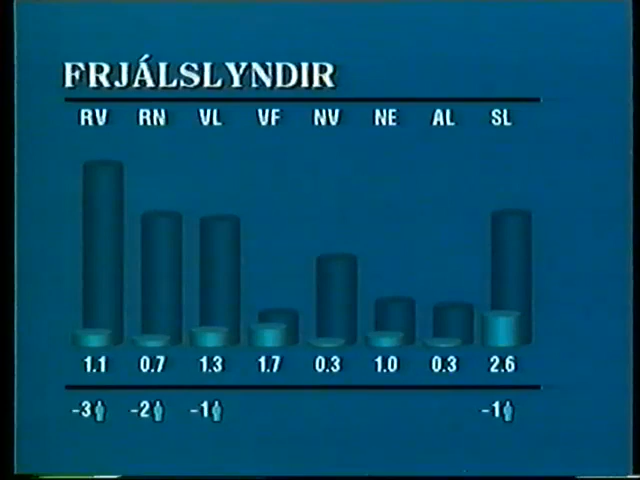 FRJÁLSLYNDIR
RV RN VL VF NV NE AL SL
1.1 0.7 1.3 1.7 0.3 1.0 0.3 2.6
-3 -2 -1 -1